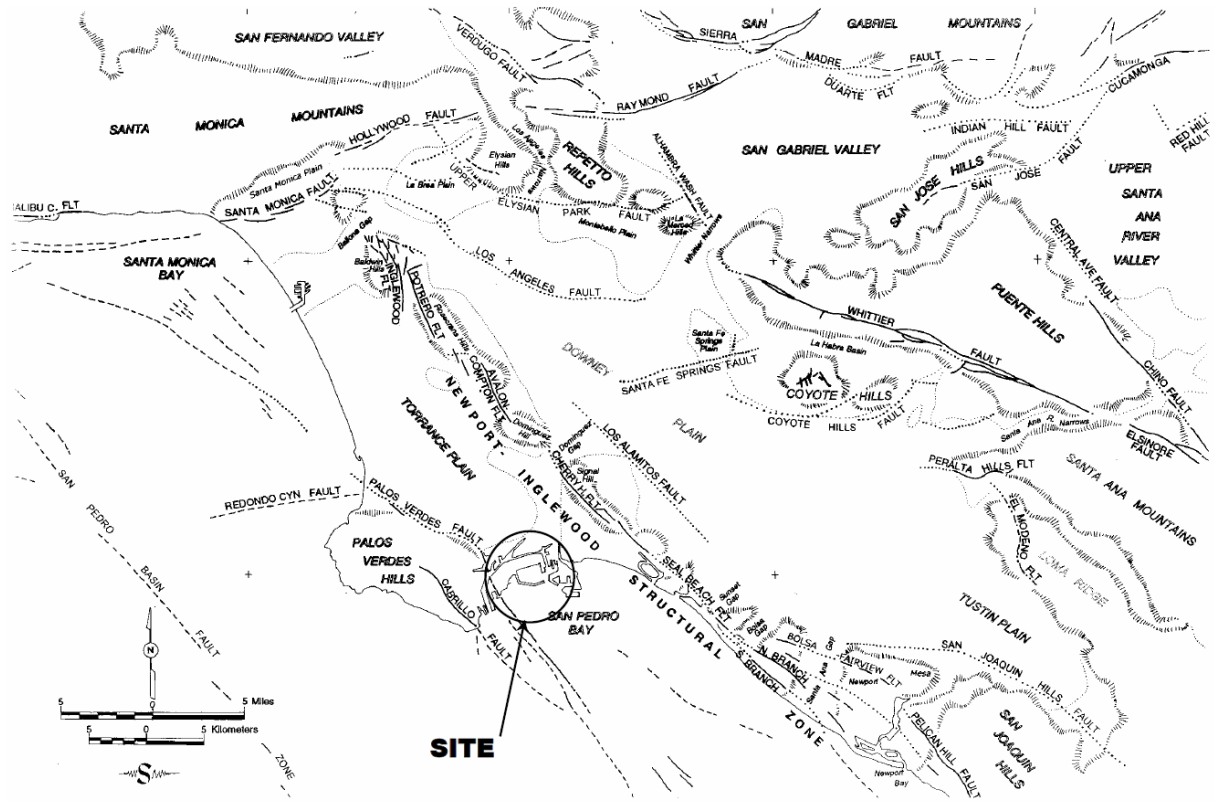 SAN FERNANDO VALLEY
VERDUGO FAULT
SAN GABRIEL MOUNTAINS
SIERRA MADRE FAULT
DUARTE FLT
CUCAMONGA
RAYMOND FAULT
SANTA MONICA MOUNTAINS
HOLLYWOOD FAULT
INDIAN HILL FAULT
RED HILL
FAULT
Elysian
Hills
REPETTO
HILLS
ALHAMBRA WASH FAULT
SAN GABRIEL VALLEY
SAN JOSE HILLS
SAN JOSE FAULT
UPPER
SANTA
ANA
RIVER
VALLEY
Santa Monica Plain
La Brea Plain
UPPER
ELYSIAN PARK FAULT
SANTA MONICA FAULT
Montebello Plain
La
Merced
Hills
Whittier Narrows
ALIBU C. FLT
Ballona Gap
CENTRAL AVE FAULT
SANTA MONICA
BAY
Baldwin
Hills
INGLEWOOD
FLT
POTRERO FLT
LOS ANGELES FAULT
PUENTE HILLS
Rosecrans Hills
WHITTIER FAULT
DOWNEY
PLAIN
Santa Fe
Springs
Plain
La Habra Basin
SANTA FE SPRINGS FAULT
COYOTE HILLS
COYOTE HILLS FAULT
CHINO FAULT
AVALON
COMPTON FLT
NEWPORT-
INGLEWOOD
STRUCTURAL
ZONE
TORRANCE PLAIN
Dominguez
Hill
Dominguez
Gap
LOS ALAMITOS FAULT
Santa Ana R. Narrows
ELSINORE
FAULT
CHERRY H. FLT
Signal
Hill
PERALTA HILLS FLT
SANTA ANA MOUNTAINS
REDONDO CYN FAULT
PALOS VERDES FAULT
EL MODENO FLT
LOMA RIDGE
SAN PEDRO BASIN FAULT ZONE
PALOS
VERDES
HILLS
CABRILLO FAULT
SEAL BEACH FLT
Sunset
Gap
Bolsa
Gap
SAN PEDRO
BAY
TUSTIN PLAIN
BOLSA FAIRVIEW FLT
Santa Ana Gap
N. BRANCH
S. BRANCH
Newport Mesa
SAN JOAQUIN HILLS FAULT
PELICAN HILL FAULT
SAN
JOAQUIN
HILLS
Newport
Bay
N
5 0 5 Miles
5 0 5 Kilometers
S
SITE